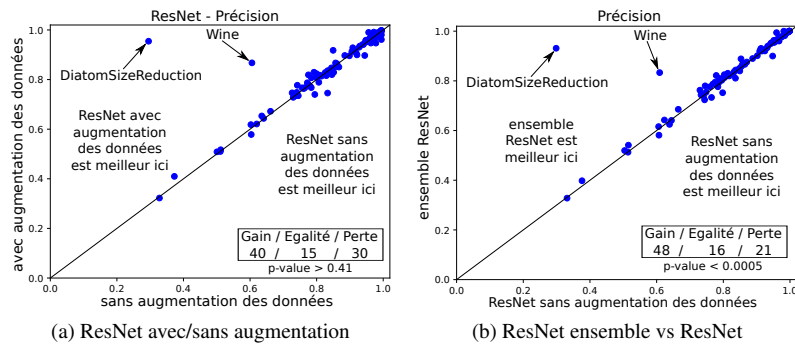 ResNet - Précision
avec augmentation des données
1.0
0.8
0.6
0.4
0.2
0.0
Wine
DiatomSizeReduction
ResNet avec
augmentation
des données
est meilleur ici
ResNet sans
augmentation
des données
est meilleur ici
Gain / Egalité / Perte
40 / 15 / 30
p-value > 0.41
0.0 0.2 0.4 0.6 0.8 1.0
sans augmentation des données
(a) ResNet avec/sans augmentation
Précision
ensemble ResNet
1.0
0.8
0.6
0.4
0.2
0.0
Wine
DiatomSizeReduction
ensemble
ResNet est
meilleur ici
ResNet sans
augmentation
des données
est meilleur ici
Gain / Egalité / Perte
48 / 16 / 21
p-value < 0.0005
0.0 0.2 0.4 0.6 0.8 1.0
ResNet sans augmentation des données
(b) ResNet ensemble vs ResNet